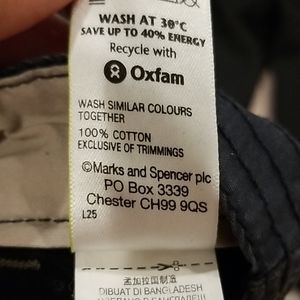 WASH AT 30°C
SAVE UP TO 40% ENERGY
Recycle with
Oxfam
WASH SIMILAR COLOURS
TOGETHER
100% COTTON
EXCLUSIVE OF TRIMMINGS
©Marks and Spencer plc
PO Box 3339
Chester CH99 9QS
L25
孟加拉国制造
DIBUAT DI BANGLADESH